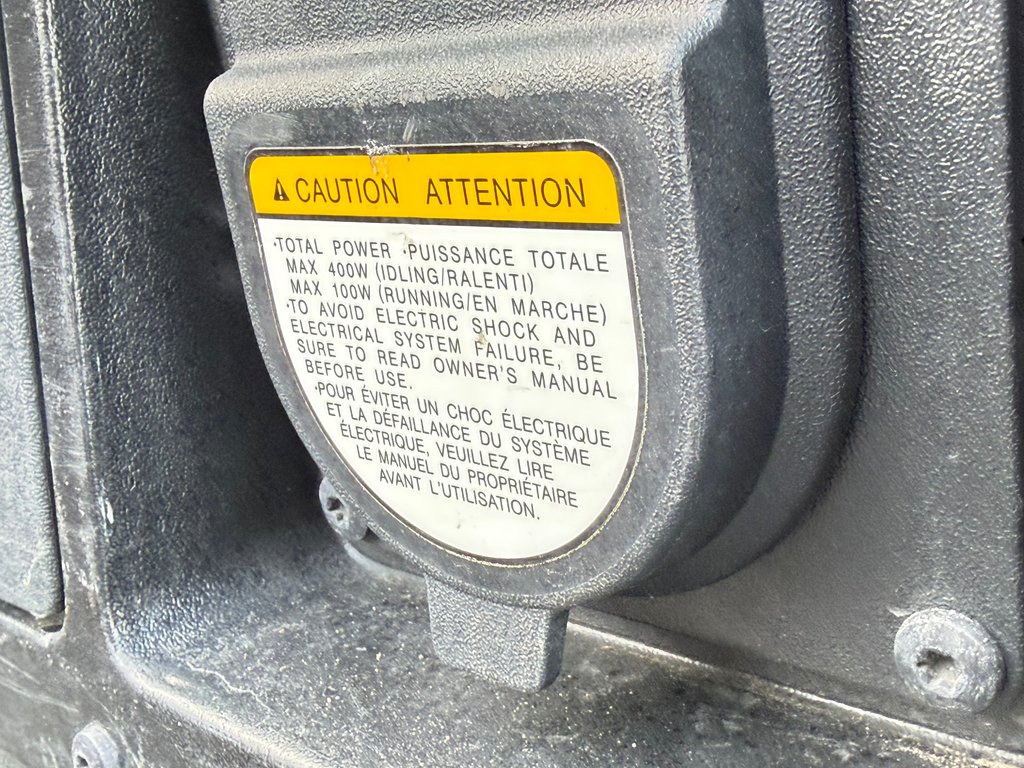 CAUTION ATTENTION
·TOTAL POWER ·PUISSANCE TOTALE
MAX 400W (IDLING/RALENTI)
MAX 100W (RUNNING/EN MARCHE)
·TO AVOID ELECTRIC SHOCK AND
ELECTRICAL SYSTEM FAILURE, BE
SURE TO READ OWNER'S MANUAL
BEFORE USE.
·POUR ÉVITER UN CHOC ÉLECTRIQUE
ET LA DÉFAILLANCE DU SYSTÈME
ÉLECTRIQUE, VEUILLEZ LIRE
LE MANUEL DU PROPRIÉTAIRE
AVANT L'UTILISATION.